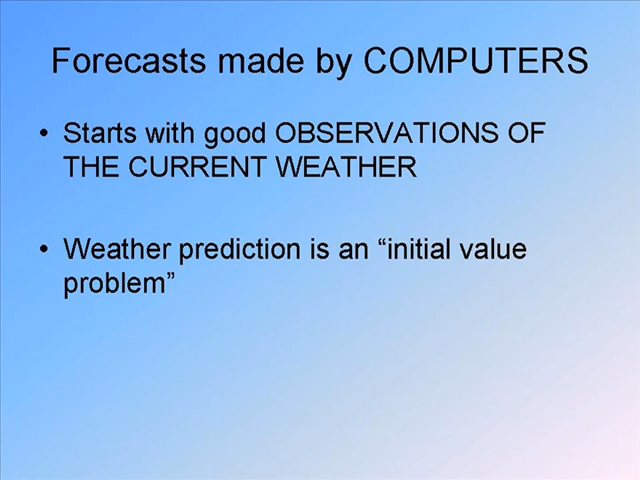 Forecasts made by COMPUTERS
• Starts with good OBSERVATIONS OF
THE CURRENT WEATHER
• Weather prediction is an “initial value
problem”